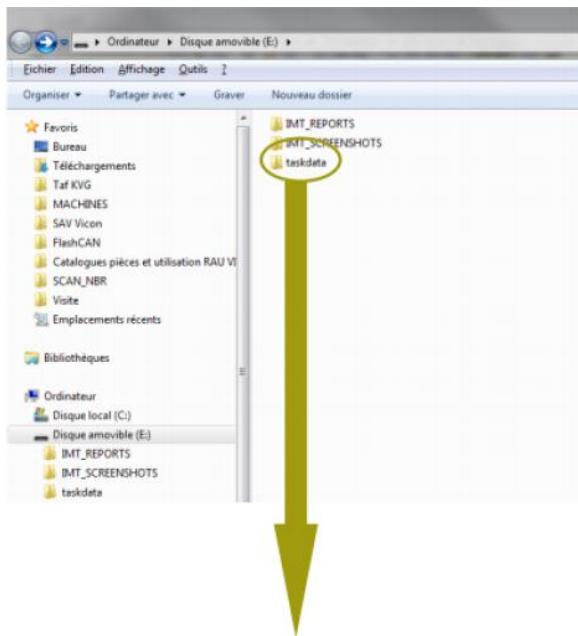 Ordinateur ▸ Disque amovible (E:) ▸
Eichier Edition Affichage Outils ?
Organiser Partager avec Graver Nouveau dossier
Favoris
Bureau
Téléchargements
Taf KVG
MACHINES
SAV Vicon
FlashCAN
Catalogues pièces et utilisation RAU VI
SCAN_NBR
Visite
Emplacements récents
Bibliothèques
Ordinateur
Disque local (C:)
Disque amovible (E:)
IMT_REPORTS
IMT_SCREENSHOTS
taskdata
IMT_REPORTS
IMT_SCREENSHOTS
taskdata